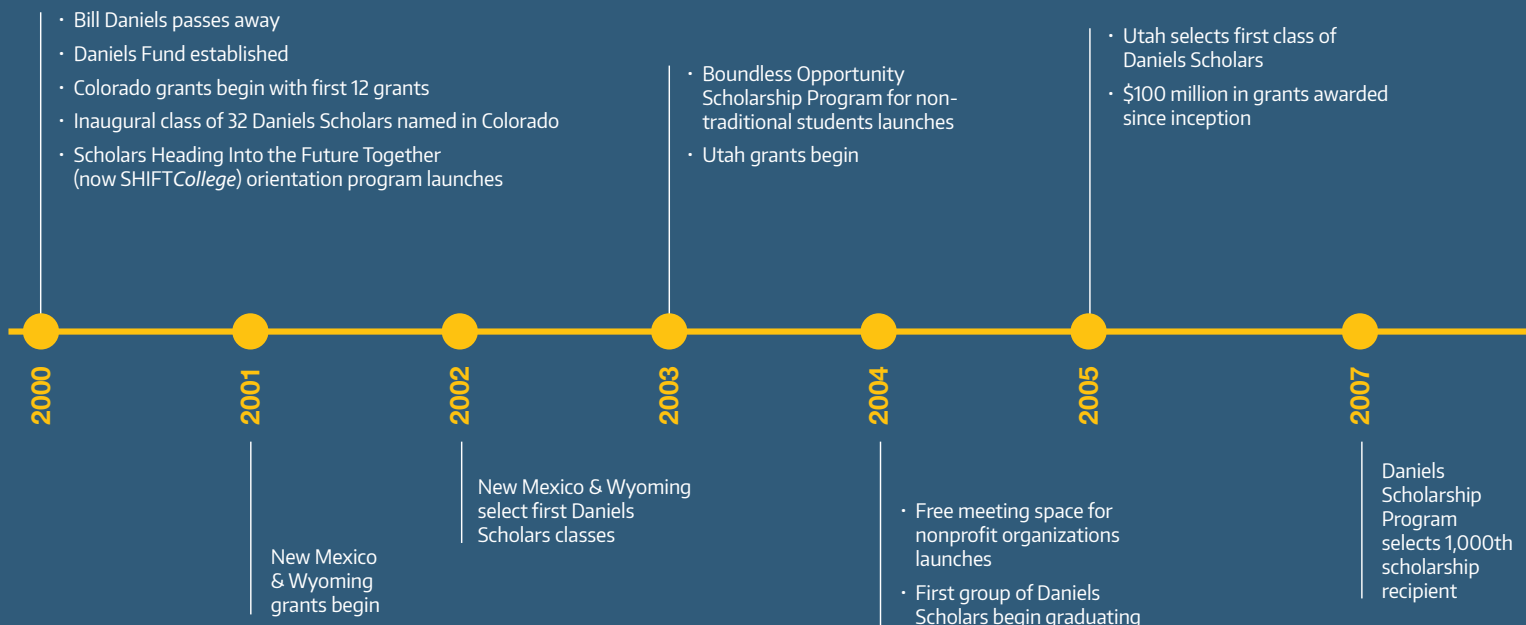 · Bill Daniels passes away
· Daniels Fund established
· Colorado grants begin with first 12 grants
· Inaugural class of 32 Daniels Scholars named in Colorado
· Scholars Heading Into the Future Together
(now SHIFTCollege) orientation program launches
· Boundless Opportunity
Scholarship Program for non-
traditional students launches
· Utah grants begin
· Utah selects first class of
Daniels Scholars
· $100 million in grants awarded
since inception
2000
2001
2002
2003
2004
2005
2007
New Mexico
& Wyoming
grants begin
New Mexico & Wyoming
select first Daniels
Scholars classes
· Free meeting space for
nonprofit organizations
launches
· First group of Daniels
Scholars begin graduating
Daniels
Scholarship
Program
selects 1,000th
scholarship
recipient